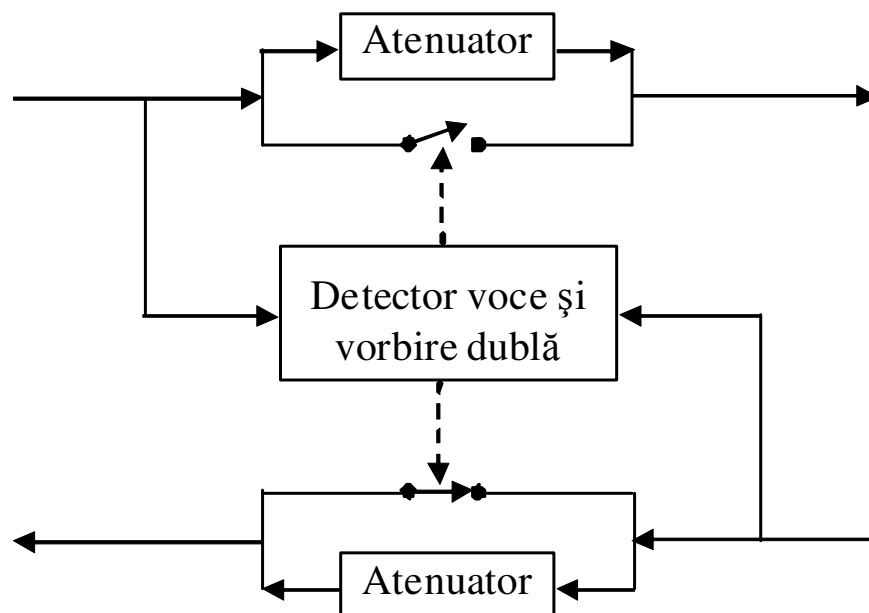 Atenuator
Detector voce şi
vorbire dublă
Atenuator